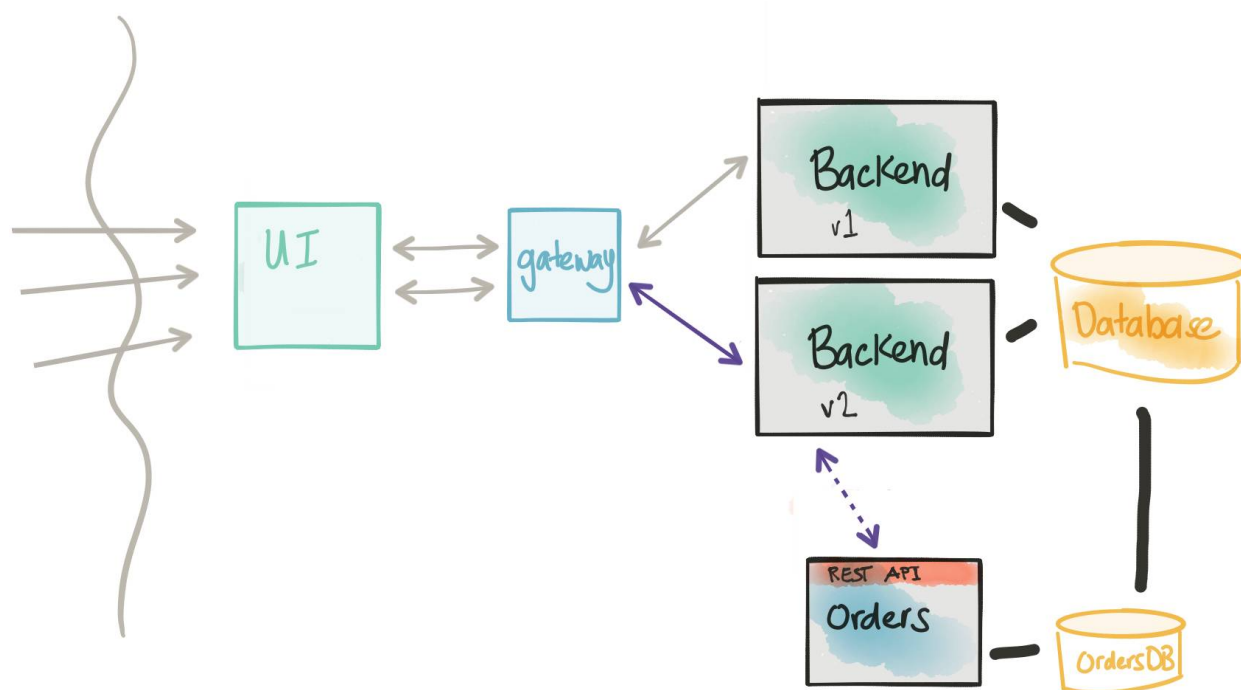 UI
gateway
Backend
v1
Backend
v2
Database
REST API
Orders
OrdersDB